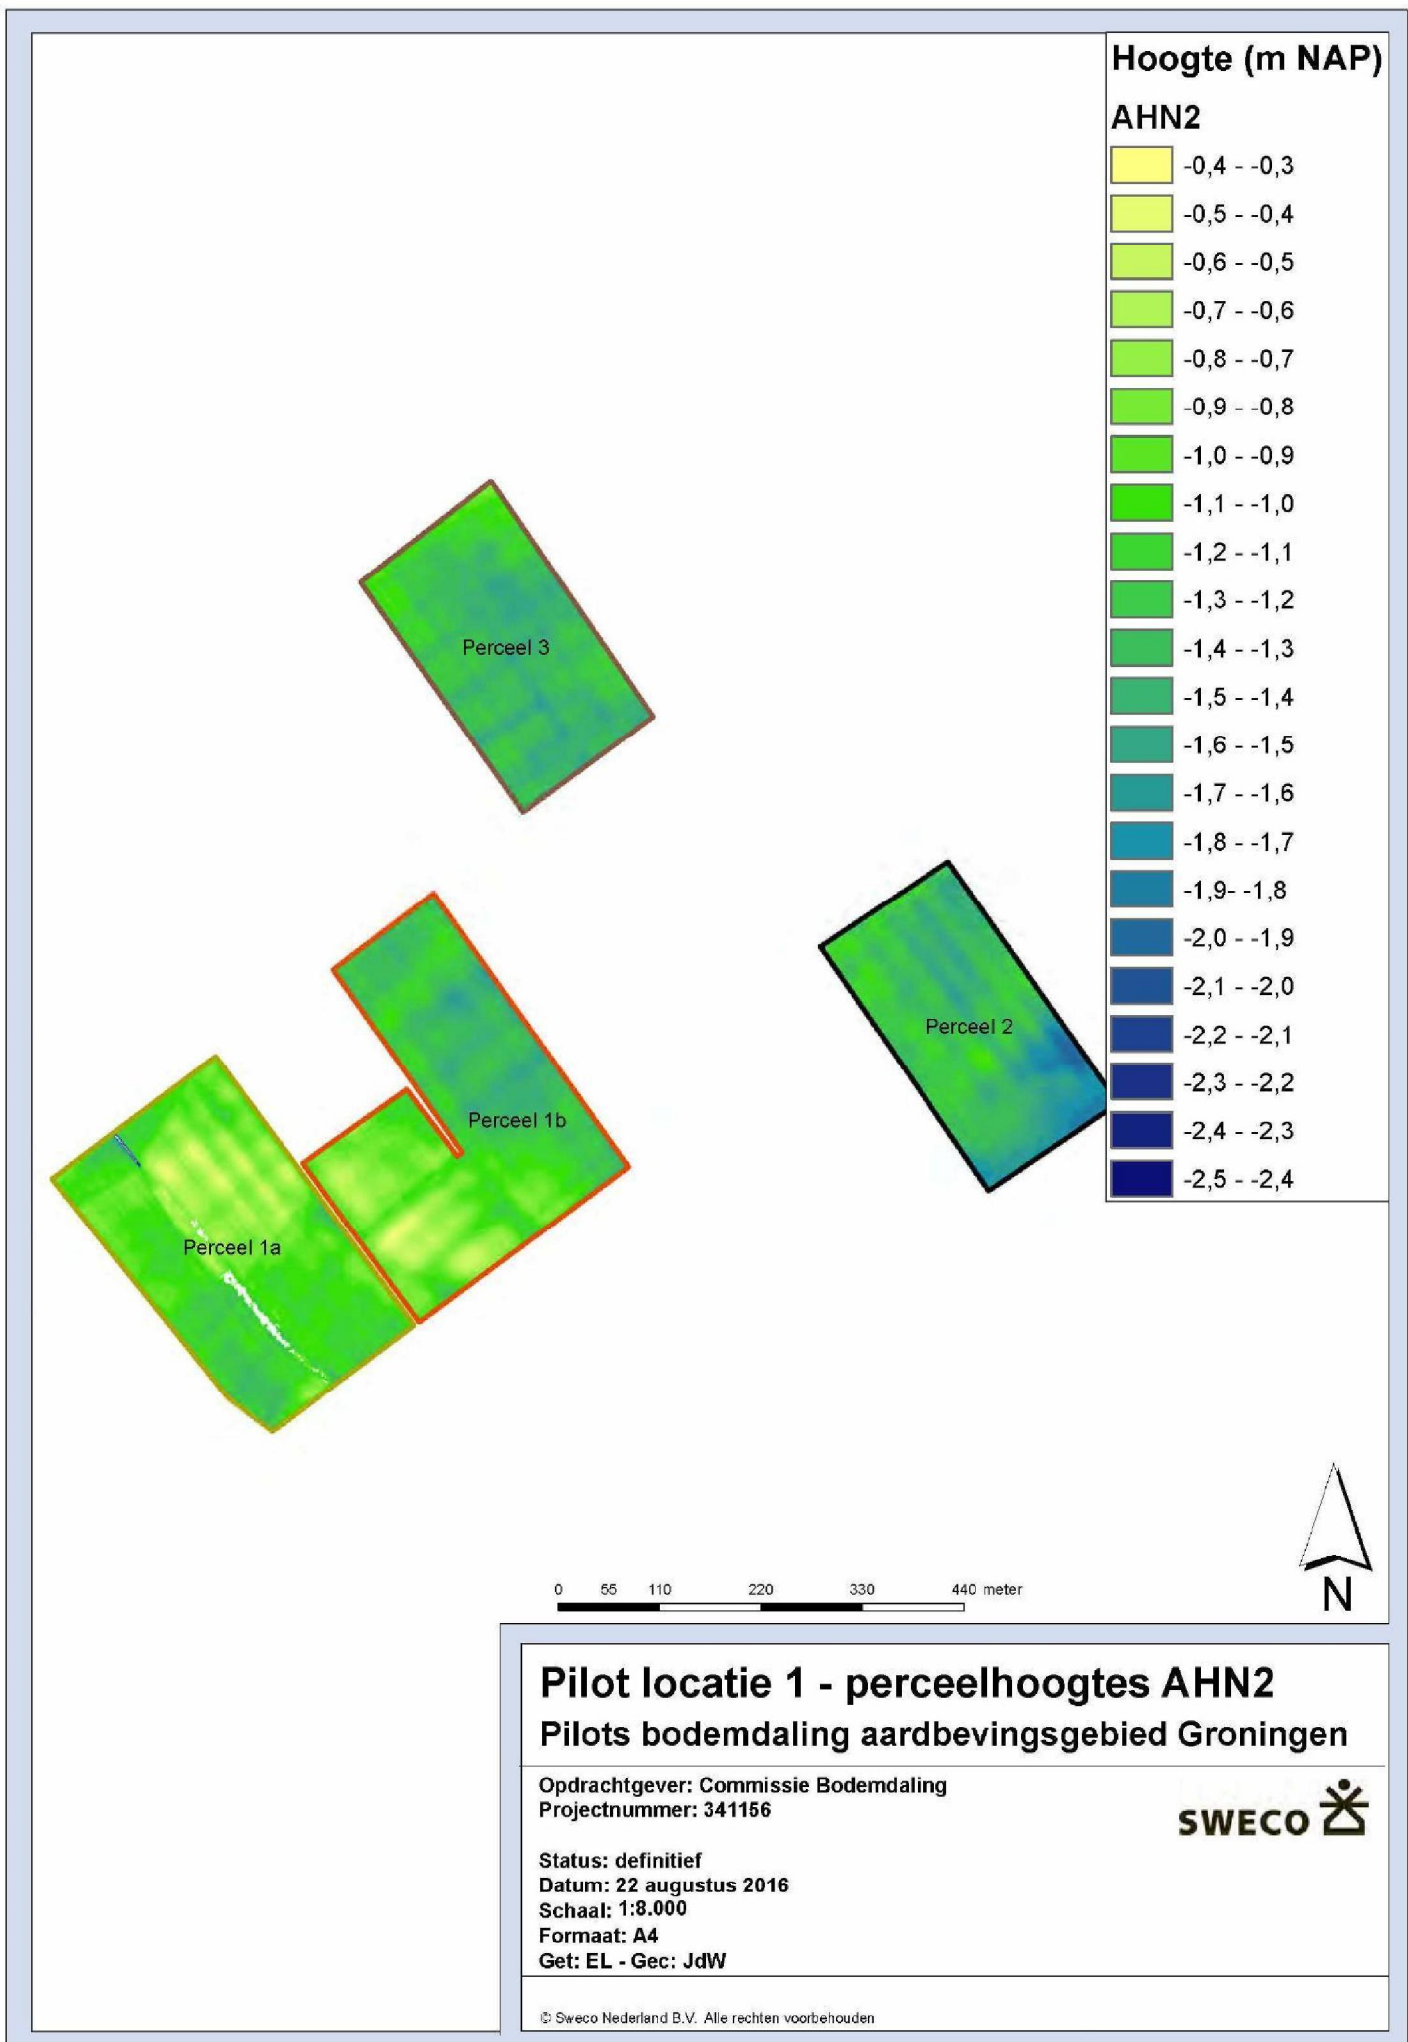 Hoogte (m NAP)
AHN2
-0,4 - -0,3
-0,5 - -0,4
-0,6 - -0,5
-0,7 - -0,6
-0,8 - -0,7
-0,9 - -0,8
-1,0 - -0,9
-1,1 - -1,0
-1,2 - -1,1
-1,3 - -1,2
-1,4 - -1,3
-1,5 - -1,4
-1,6 - -1,5
-1,7 - -1,6
-1,8 - -1,7
-1,9- -1,8
-2,0 - -1,9
-2,1 - -2,0
-2,2 - -2,1
-2,3 - -2,2
-2,4 - -2,3
-2,5 - -2,4
Perceel 3
Perceel 2
Perceel 1b
Perceel 1a
0 55 110 220 330 440 meter
N
Pilot locatie 1 - perceelhoogtes AHN2
Pilots bodemdaling aardbevingsgebied Groningen
Opdrachtgever: Commissie Bodemdaling
Projectnummer: 341156
SWECO
Status: definitief
Datum: 22 augustus 2016
Schaal: 1:8.000
Formaat: A4
Get: EL - Gec: JdW
© Sweco Nederland B.V. Alle rechten voorbehouden